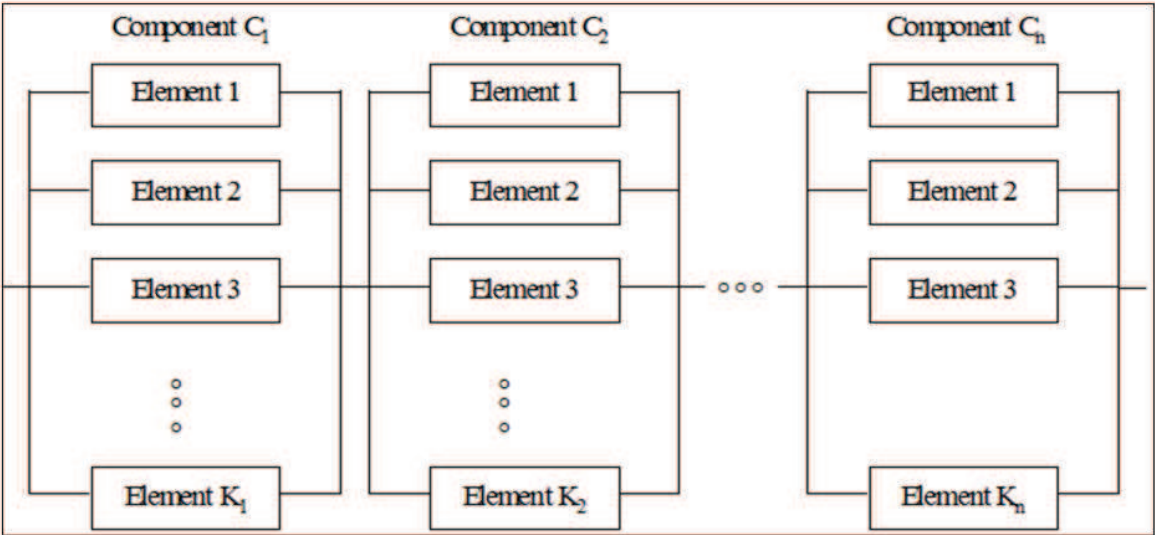 Component C₁ Component C₂ Component Cₙ
Element 1 Element 1 Element 1
Element 2 Element 2 Element 2
Element 3 Element 3 Element 3
Element K₁ Element K₂ Element Kₙ